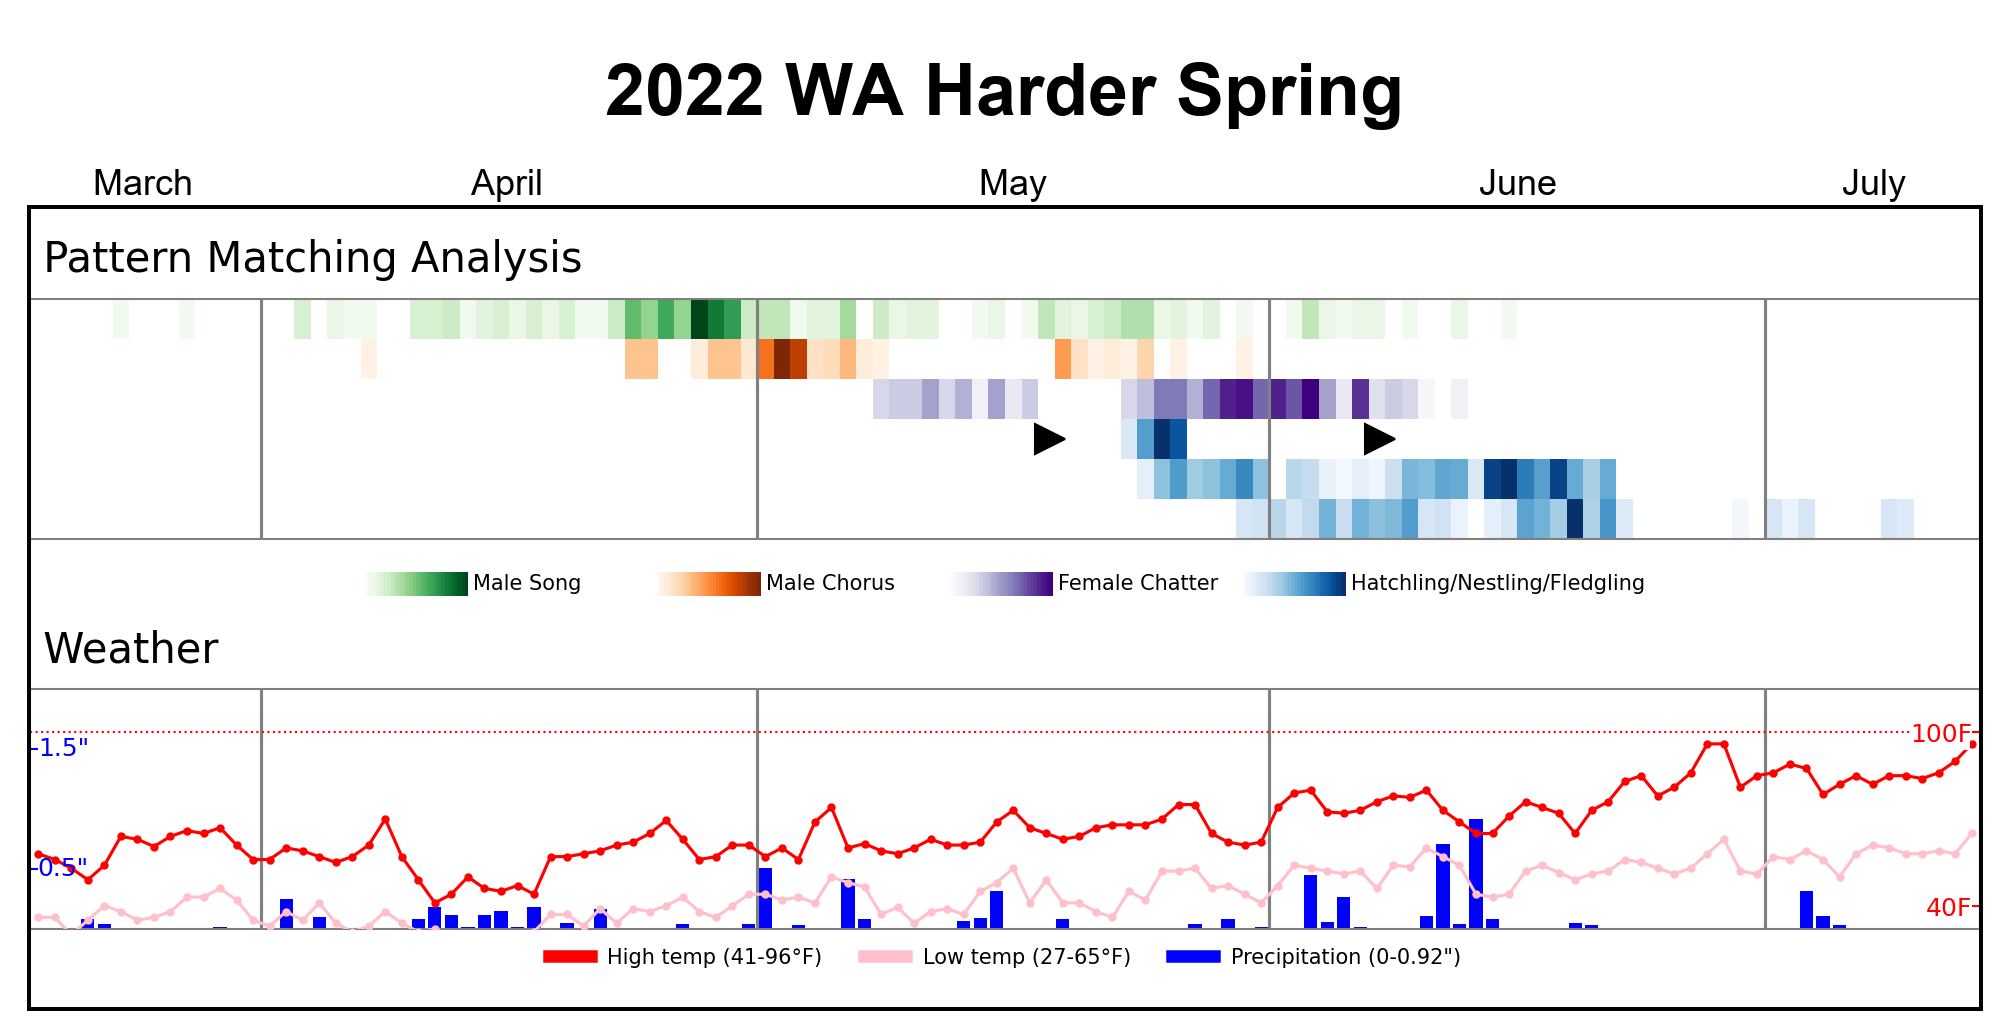 2022 WA Harder Spring
March April May June July
Pattern Matching Analysis
Male Song Male Chorus Female Chatter Hatchling/Nestling/Fledgling
Weather
100F
1.5"
0.5"
40F
High temp (41-96°F) Low temp (27-65°F) Precipitation (0-0.92")